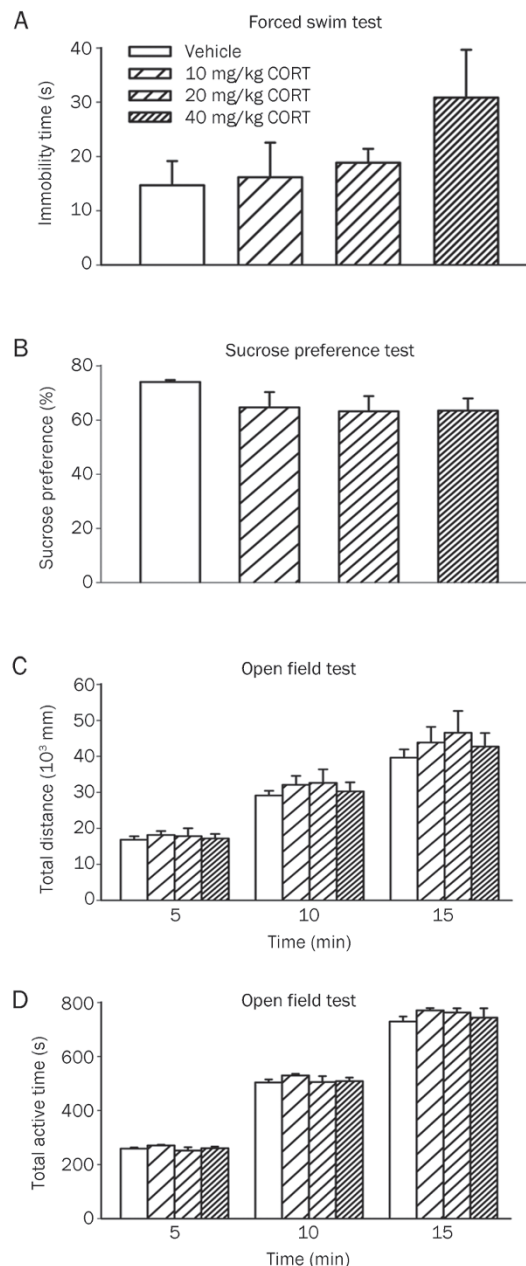 A
Forced swim test
Immobility time (s)
40
30
20
10
0
Vehicle
10 mg/kg CORT
20 mg/kg CORT
40 mg/kg CORT
B
Sucrose preference test
Sucrose preference (%)
80
60
40
20
0
C
Open field test
Total distance (10³ mm)
60
50
40
30
20
10
0
5 10 15
Time (min)
D
Open field test
Total active time (s)
800
600
400
200
0
5 10 15
Time (min)